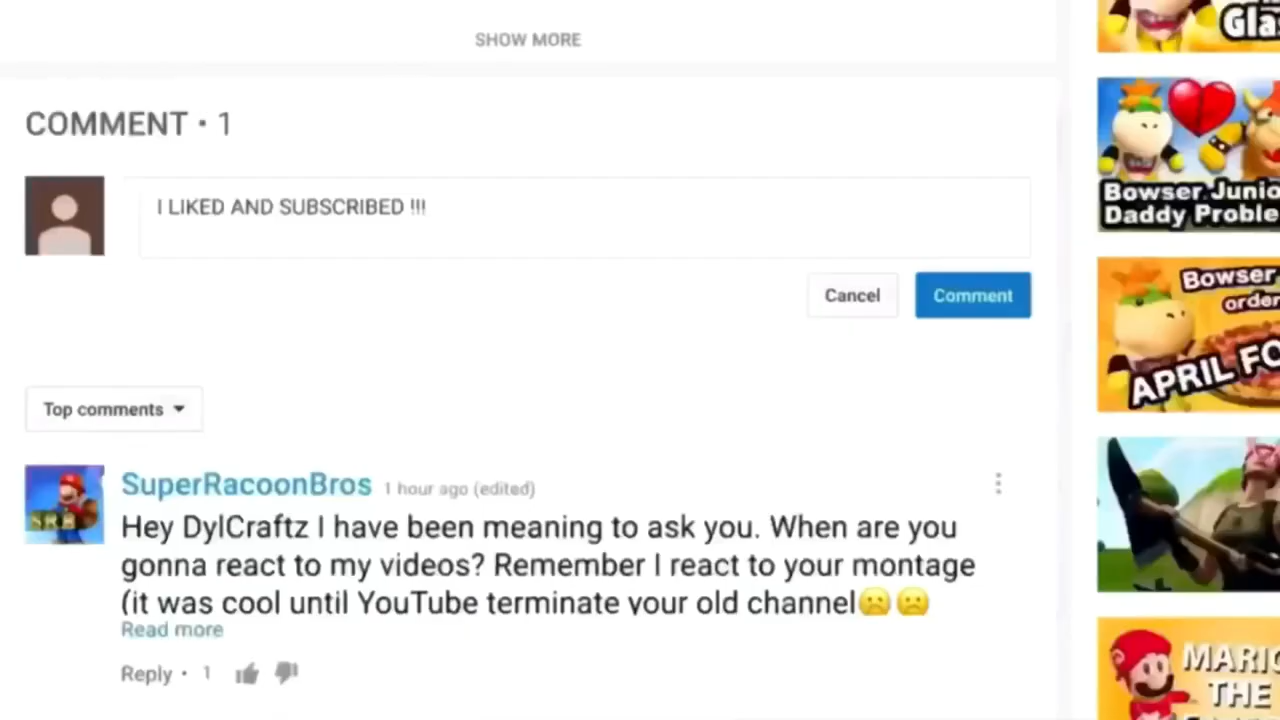 SHOW MORE
COMMENT • 1
I LIKED AND SUBSCRIBED !!!
Cancel
Comment
Top comments
SuperRacoonBros 1 hour ago (edited)
Hey DylCraftz I have been meaning to ask you. When are you
gonna react to my videos? Remember I react to your montage
(it was cool until YouTube terminate your old channel☹️☹️
Read more
Reply • 1
SRB
Gla
Bowser Junio
Daddy Proble
Bowser
order
APRIL FO
MARIO
THE